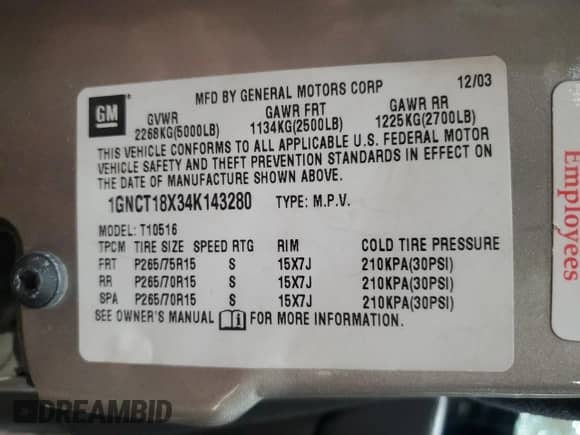 GM
MFD BY GENERAL MOTORS CORP 12/03
GVWR GAWR FRT GAWR RR
2268KG(5000LB) 1134KG(2500LB) 1225KG(2700LB)
THIS VEHICLE CONFORMS TO ALL APPLICABLE U.S. FEDERAL MOTOR
VEHICLE SAFETY AND THEFT PREVENTION STANDARDS IN EFFECT ON
THE DATE OF MANUFACTURE SHOWN ABOVE.
1GNCT18X34K143280 TYPE: M.P.V.
MODEL: T10516
TPCM TIRE SIZE SPEED RTG RIM COLD TIRE PRESSURE
FRT P265/75R15 S 15X7J 210KPA(30PSI)
RR P265/70R15 S 15X7J 210KPA(30PSI)
SPA P265/70R15 S 15X7J 210KPA(30PSI)
SEE OWNER'S MANUAL FOR MORE INFORMATION.
Employees
DREAMBID